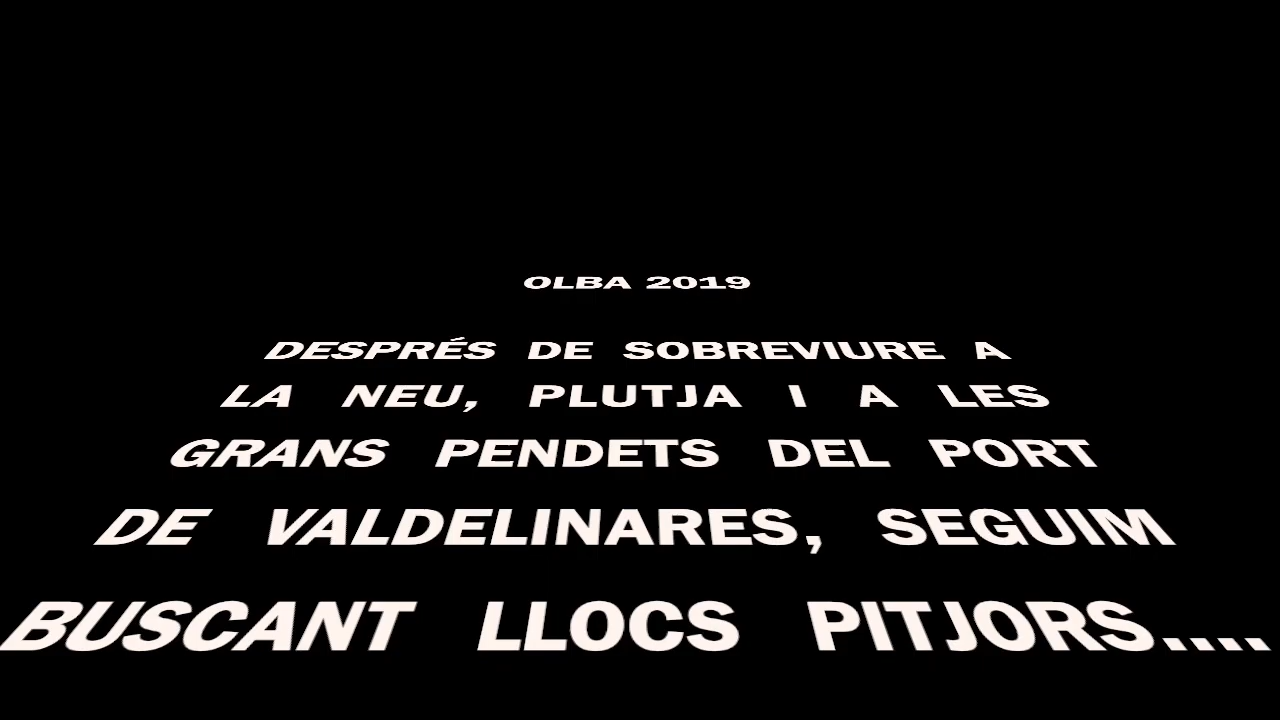 OLBA 2019
DESPRÉS DE SOBREVIURE A
LA NEU, PLUTJA I A LES
GRANS PENDETS DEL PORT
DE VALDELINARES, SEGUIM
BUSCANT LLOCS PITJORS....